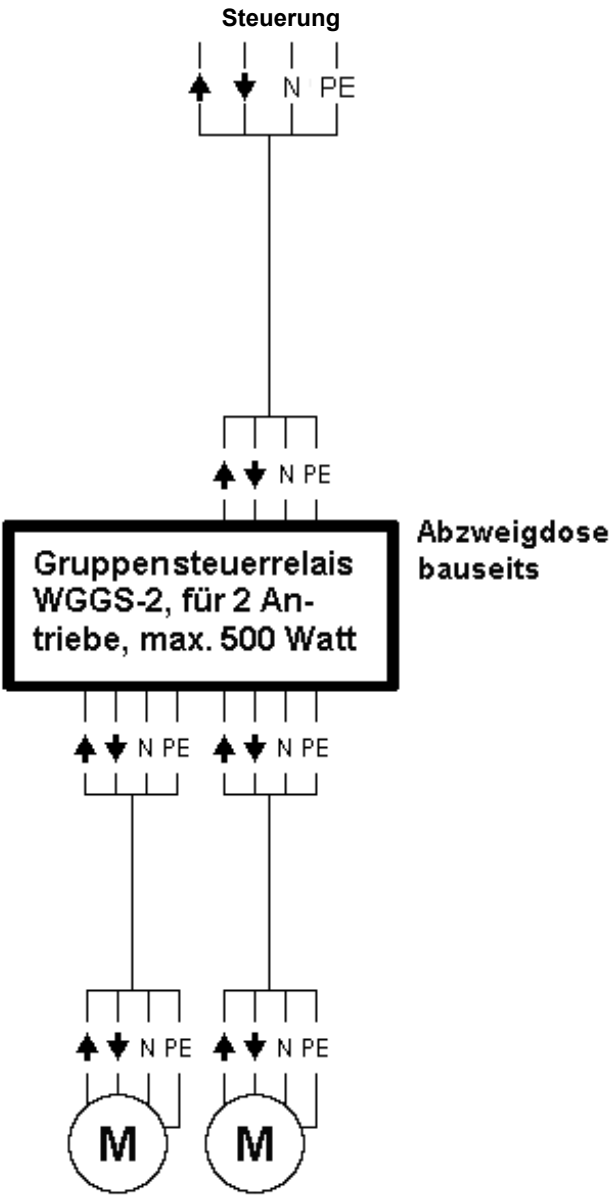 Steuerung
N PE
N PE
Gruppensteuerrelais
WGGS-2, für 2 An-
triebe, max. 500 Watt
Abzweigdose
bauseits
N PE N PE
N PE N PE
M M